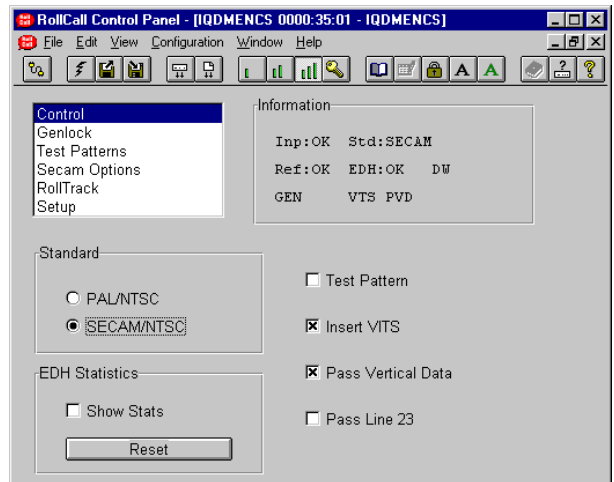 RollCall Control Panel - [IQDMENCS 0000:35:01 - IQDMENCS]
File Edit View Configuration Window Help
A A
Control
Genlock
Test Patterns
Secam Options
RollTrack
Setup
Information
Inp:OK Std:SECAM
Ref:OK EDH:OK DW
GEN VTS PVD
Standard
PAL/NTSC
SECAM/NTSC
EDH Statistics
Show Stats
Reset
Test Pattern
Insert VITS
Pass Vertical Data
Pass Line 23